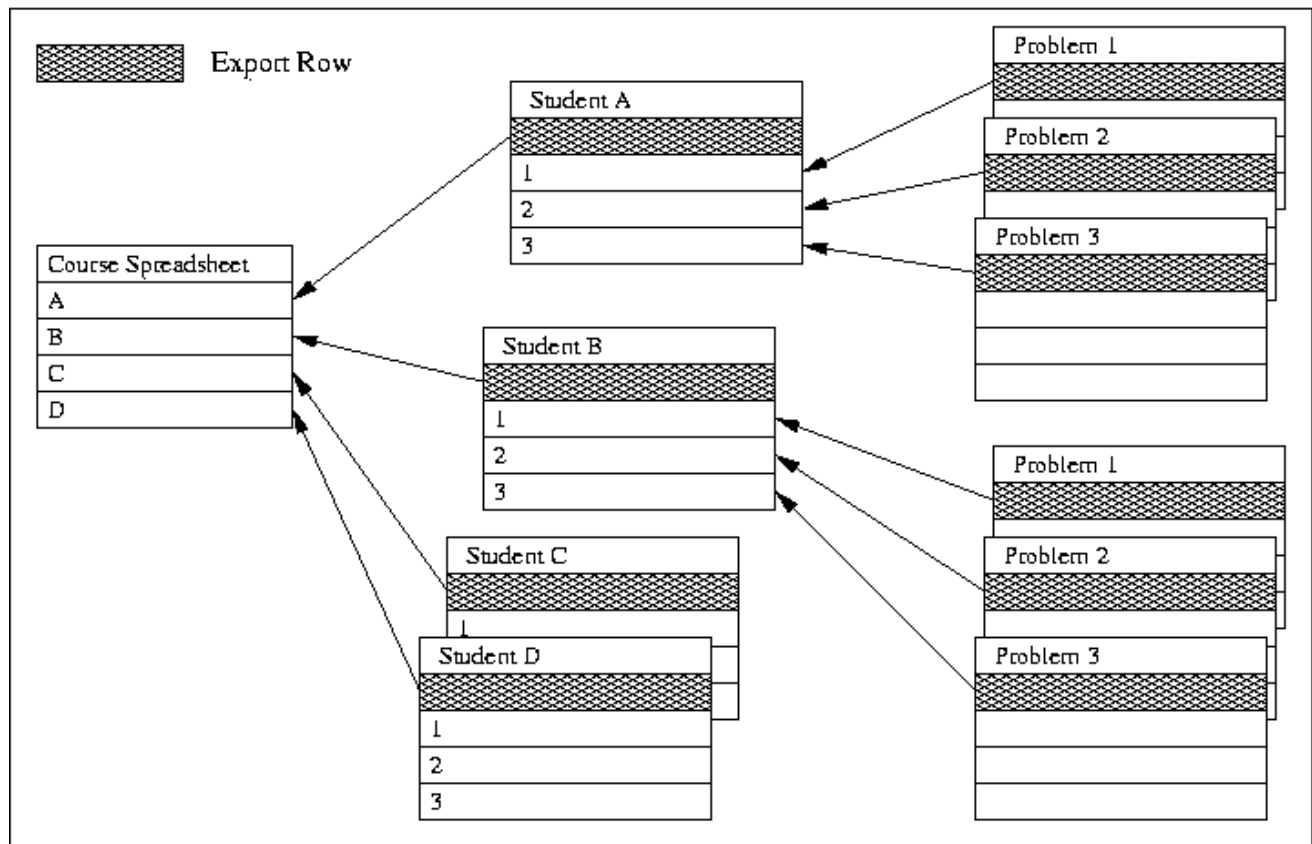 Export Row
Problem 1
Student A
1
2
3
Problem 2
Problem 3
Course Spreadsheet
A
B
C
D
Student B
1
2
3
Problem 1
Problem 2
Problem 3
Student C
1
Student D
1
2
3